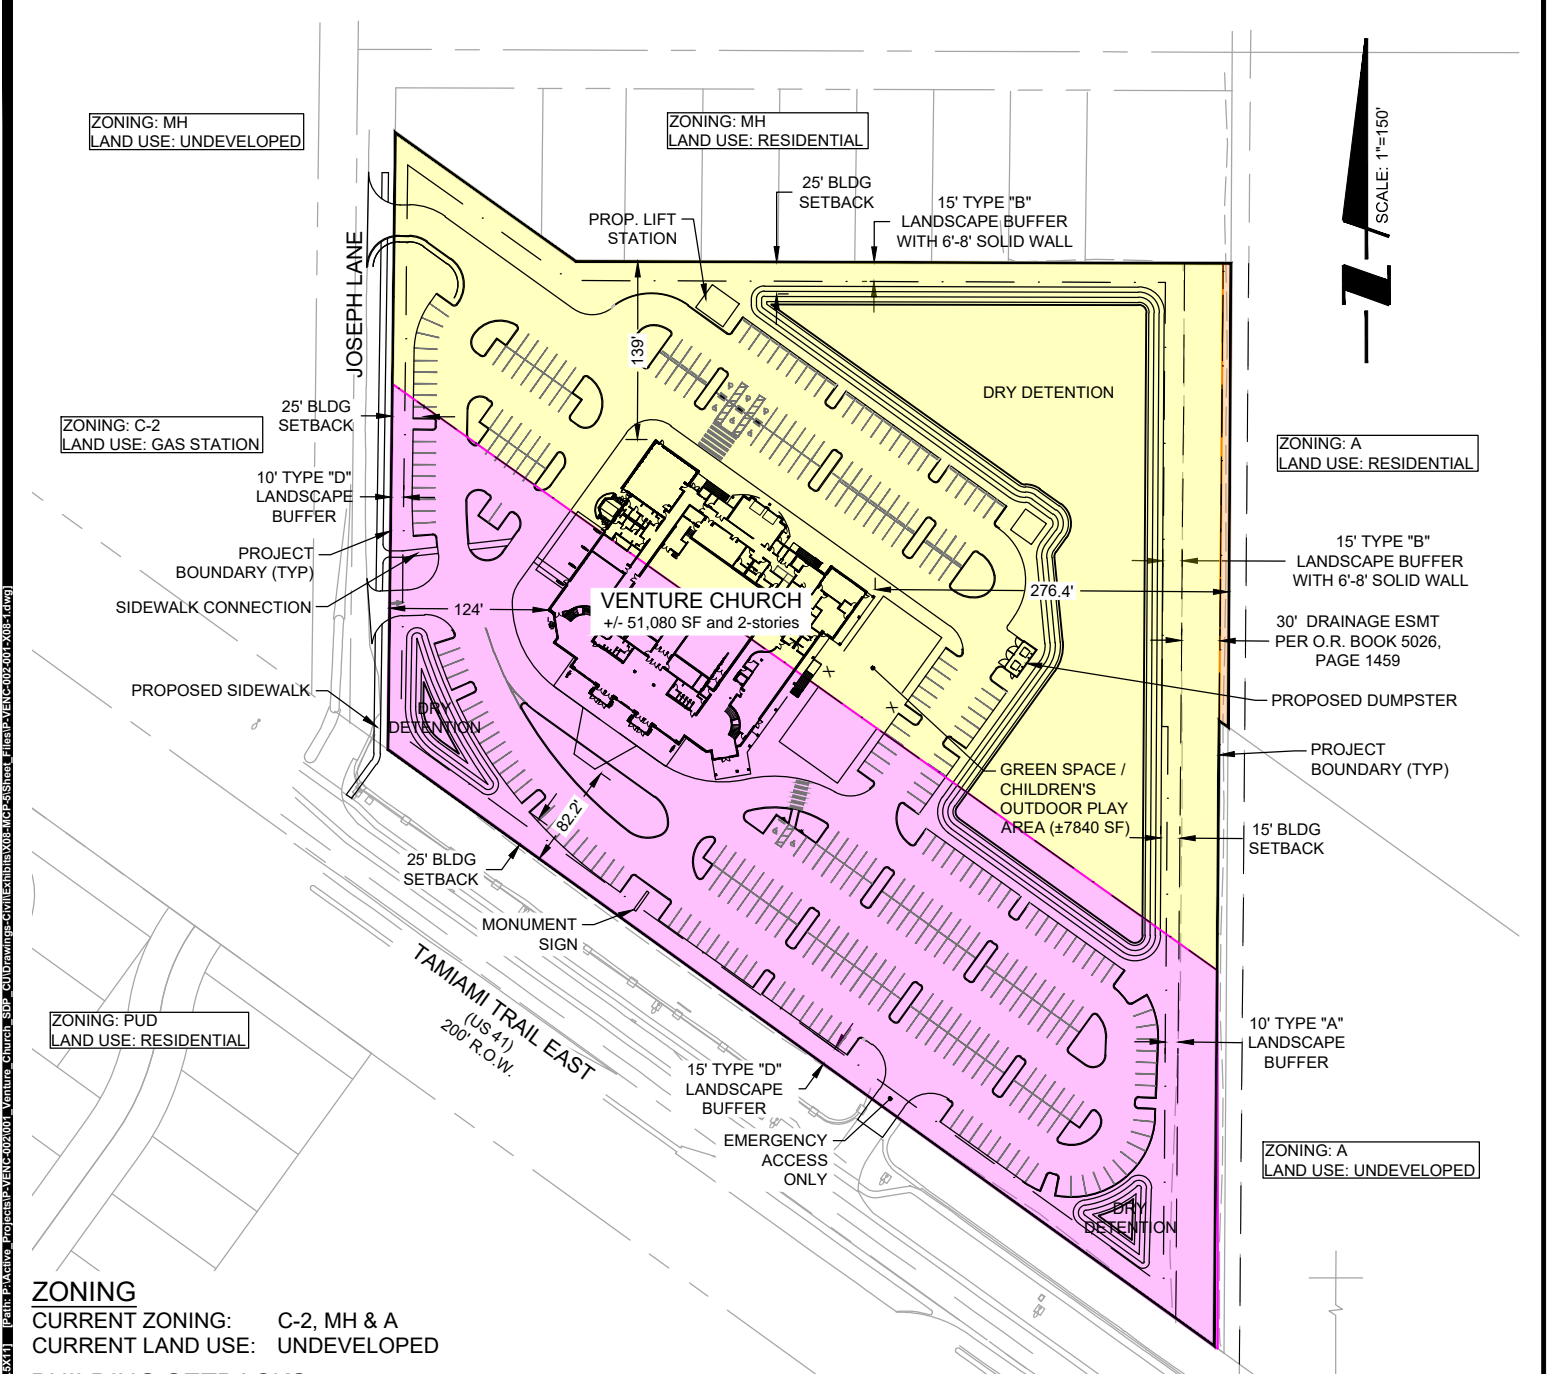 ZONING: MH
LAND USE: UNDEVELOPED
ZONING: MH
LAND USE: RESIDENTIAL
SCALE: 1"=150'
25' BLDG
SETBACK
15' TYPE "B"
LANDSCAPE BUFFER
WITH 6'-8' SOLID WALL
PROP. LIFT
STATION
JOSEPH LANE
139'
DRY DETENTION
25' BLDG
SETBACK
ZONING: C-2
LAND USE: GAS STATION
ZONING: A
LAND USE: RESIDENTIAL
10' TYPE "D"
LANDSCAPE
BUFFER
PROJECT
BOUNDARY (TYP)
SIDEWALK CONNECTION
15' TYPE "B"
LANDSCAPE BUFFER
WITH 6'-8' SOLID WALL
VENTURE CHURCH
+/- 51,080 SF and 2-stories
124'
276.4'
30' DRAINAGE ESMT
PER O.R. BOOK 5026,
PAGE 1459
PROPOSED SIDEWALK
PROPOSED DUMPSTER
DRY
DETENTION
PROJECT
BOUNDARY (TYP)
GREEN SPACE /
CHILDREN'S
OUTDOOR PLAY
AREA (±7840 SF)
82.2'
15' BLDG
SETBACK
25' BLDG
SETBACK
MONUMENT
SIGN
TAMIAMI TRAIL EAST
(US 41)
200' R.O.W.
ZONING: PUD
LAND USE: RESIDENTIAL
10' TYPE "A"
LANDSCAPE
BUFFER
15' TYPE "D"
LANDSCAPE
BUFFER
EMERGENCY
ACCESS
ONLY
ZONING: A
LAND USE: UNDEVELOPED
DRY
DETENTION
ZONING
CURRENT ZONING: C-2, MH & A
CURRENT LAND USE: UNDEVELOPED